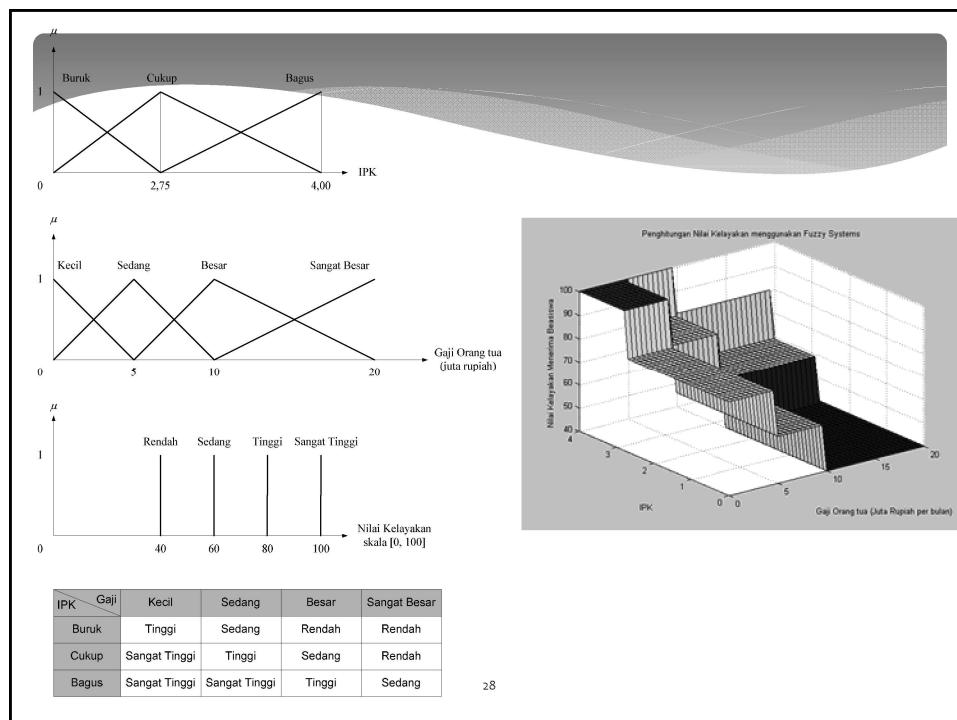 μ
1
Buruk Cukup Bagus
IPK
0 2,75 4,00
μ
1
Kecil Sedang Besar Sangat Besar
Gaji Orang tua
(juta rupiah)
0 5 10 20
μ
1
Rendah Sedang Tinggi Sangat Tinggi
Nilai Kelayakan
skala [0, 100]
0 40 60 80 100
Penghitungan Nilai Kelayakan menggunakan Fuzzy Systems
Nilai Kelayakan Menerima Beasiswa
100
90
80
70
60
50
40
4
3
2
1
0
IPK
0
5
10
15
20
Gaji Orang tua (Juta Rupiah per bulan)
IPK Gaji Kecil Sedang Besar Sangat Besar
Buruk Tinggi Sedang Rendah Rendah
Cukup Sangat Tinggi Tinggi Sedang Rendah
Bagus Sangat Tinggi Sangat Tinggi Tinggi Sedang
28